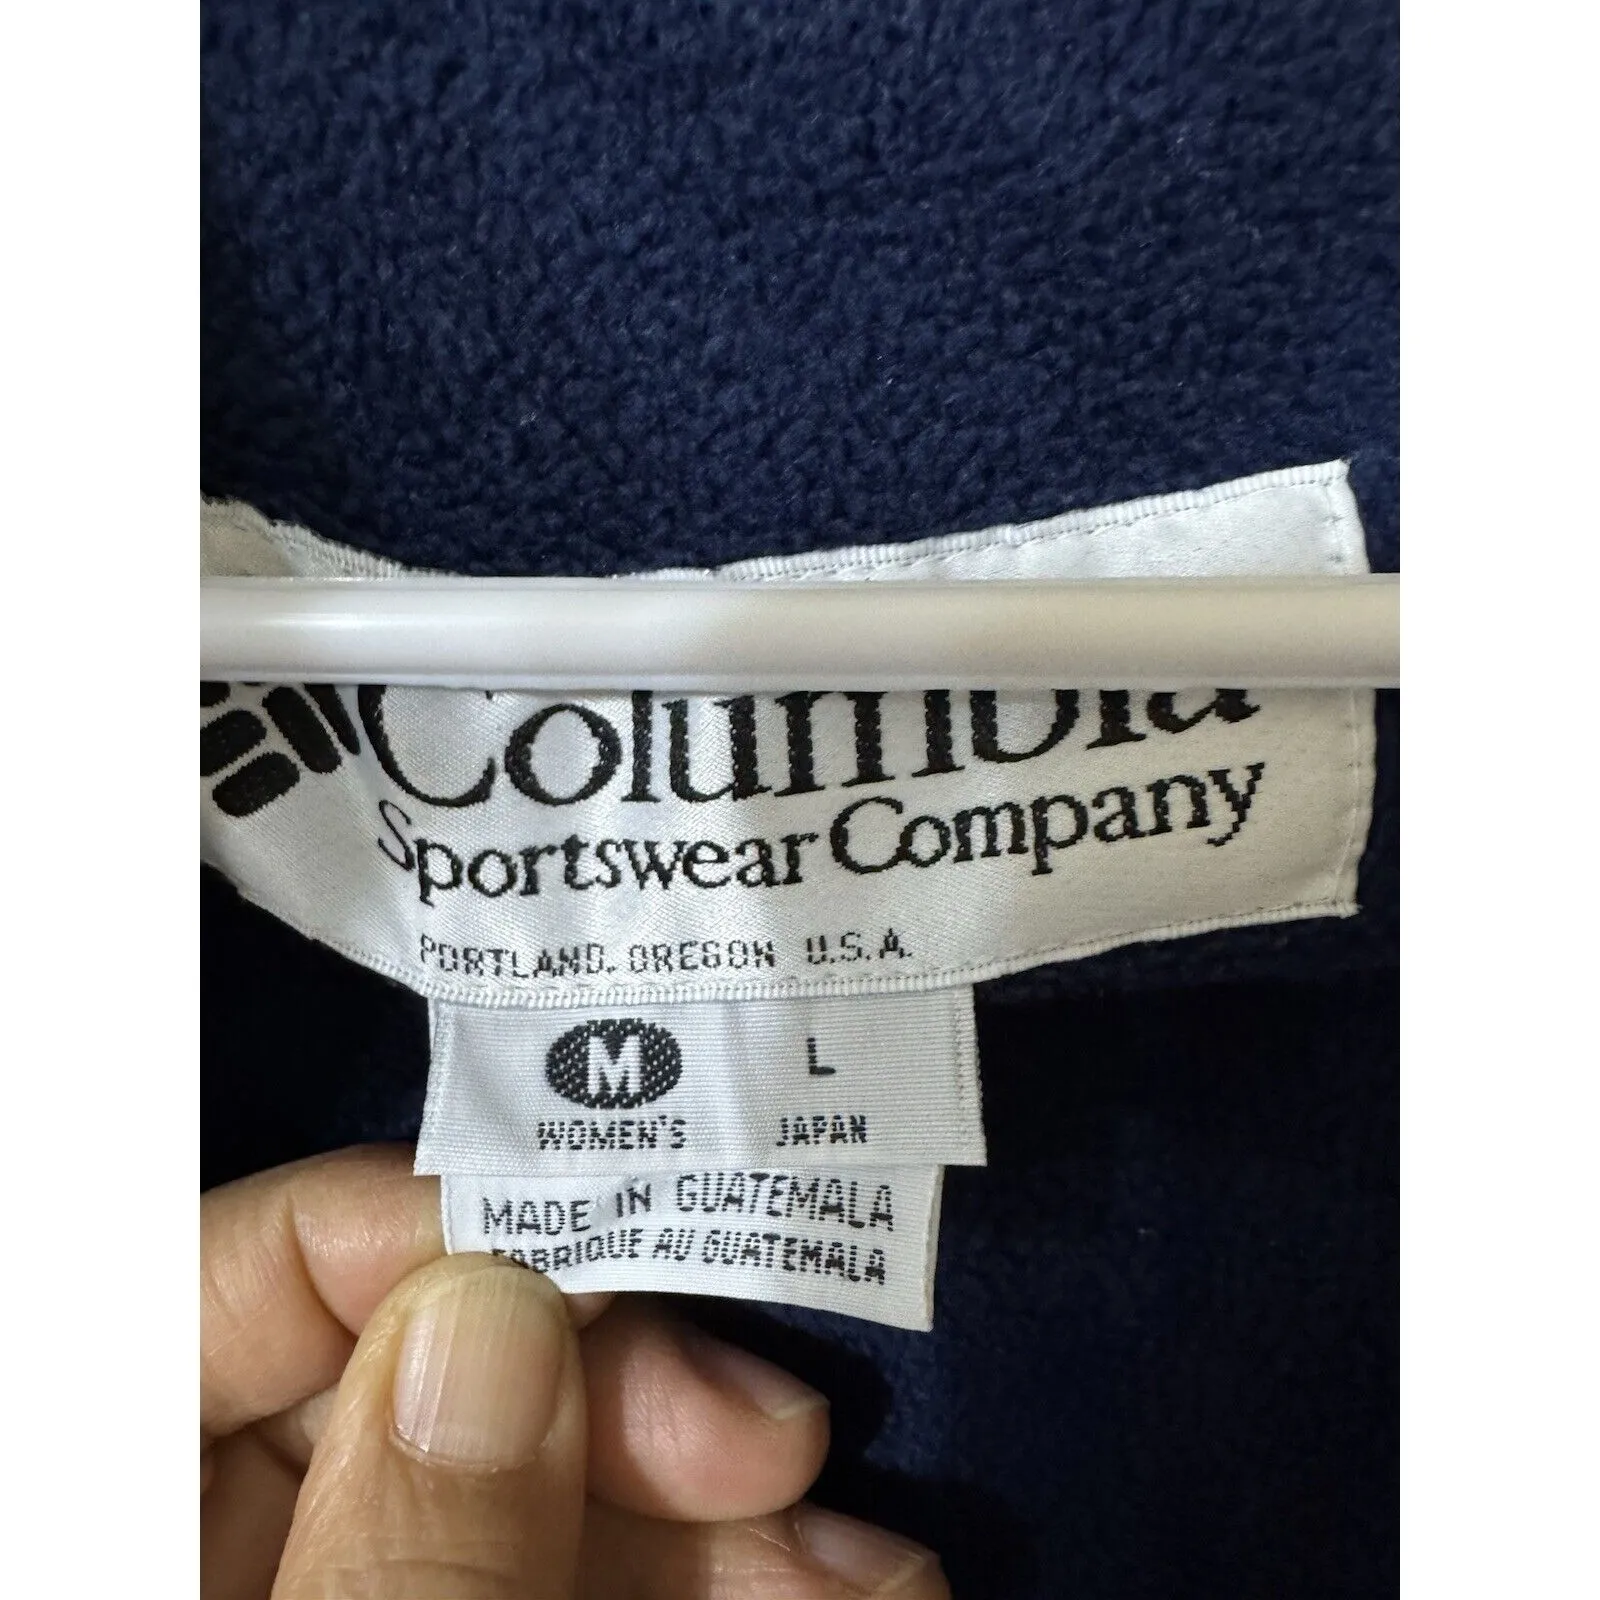 Columbia
Sportswear Company
PORTLAND, OREGON U.S.A.
M L
WOMEN'S JAPAN
MADE IN GUATEMALA
FABRIQUE AU GUATEMALA